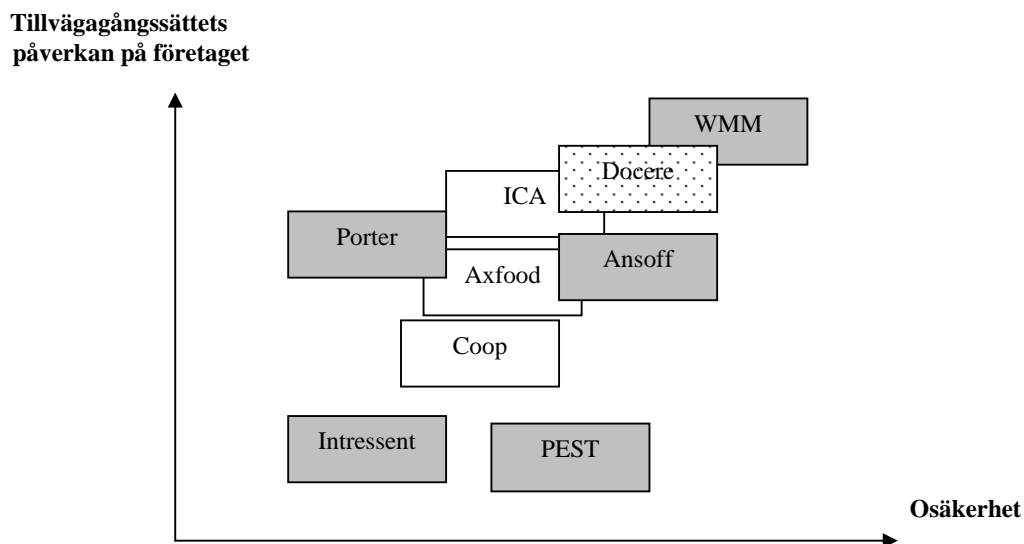 Tillvägagångssättets
påverkan på företaget
WMM
Docere
ICA
Porter
Ansoff
Axfood
Coop
Intressent
PEST
Osäkerhet